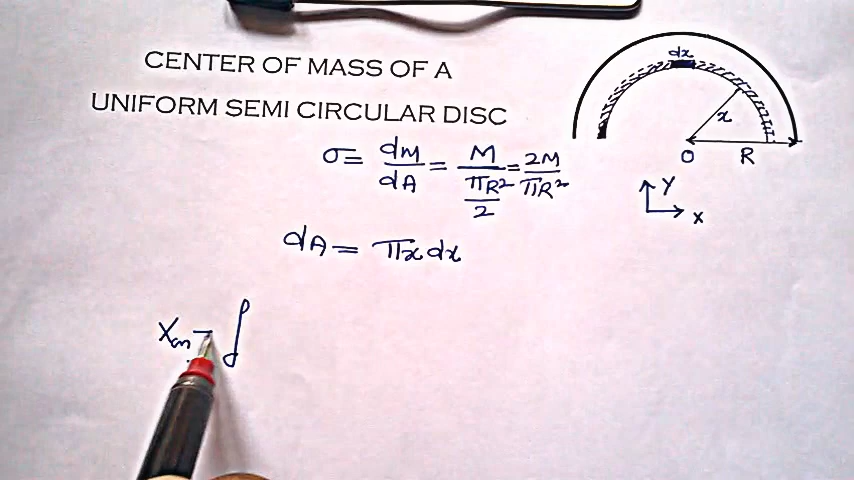 CENTER OF MASS OF A
UNIFORM SEMI CIRCULAR DISC
σ = dM/dA = M/(πR²/2) = 2M/πR²
dA = πx dx
Xcm = ∫
dx
x
O R
Y
X